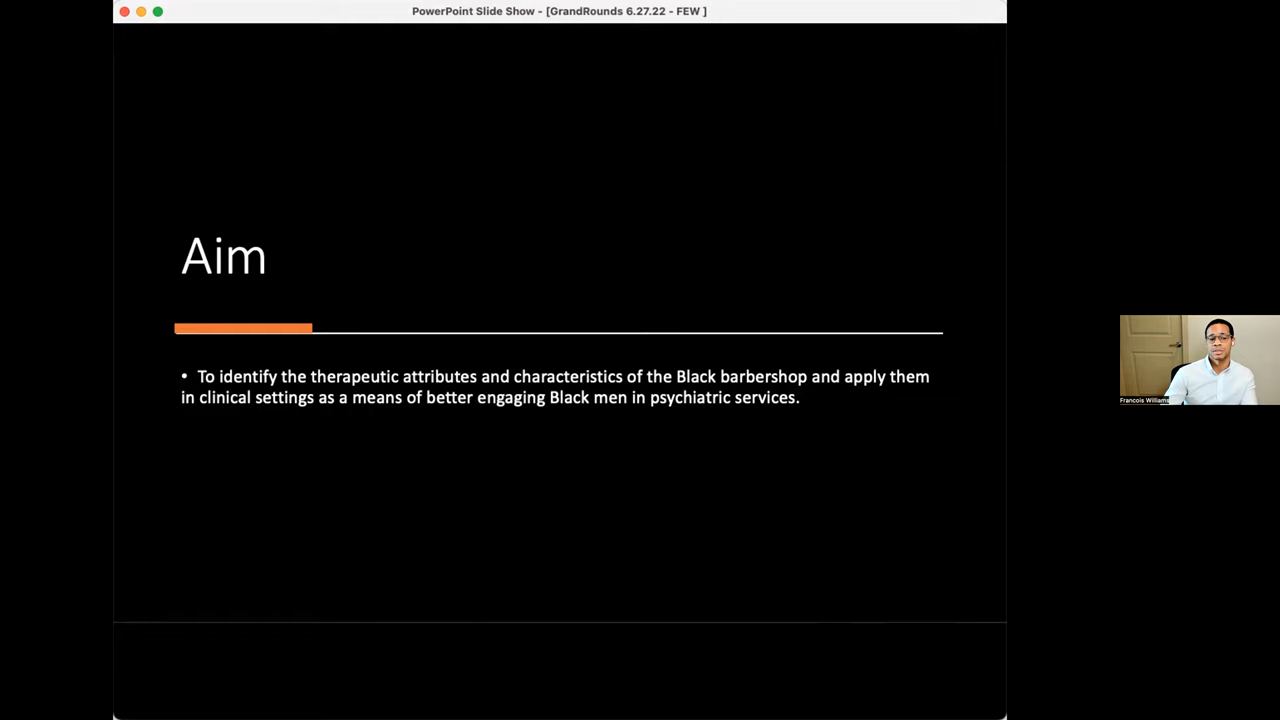 PowerPoint Slide Show - [GrandRounds 6.27.22 - FEW ]
Aim
• To identify the therapeutic attributes and characteristics of the Black barbershop and apply them
in clinical settings as a means of better engaging Black men in psychiatric services.
Francois Williams